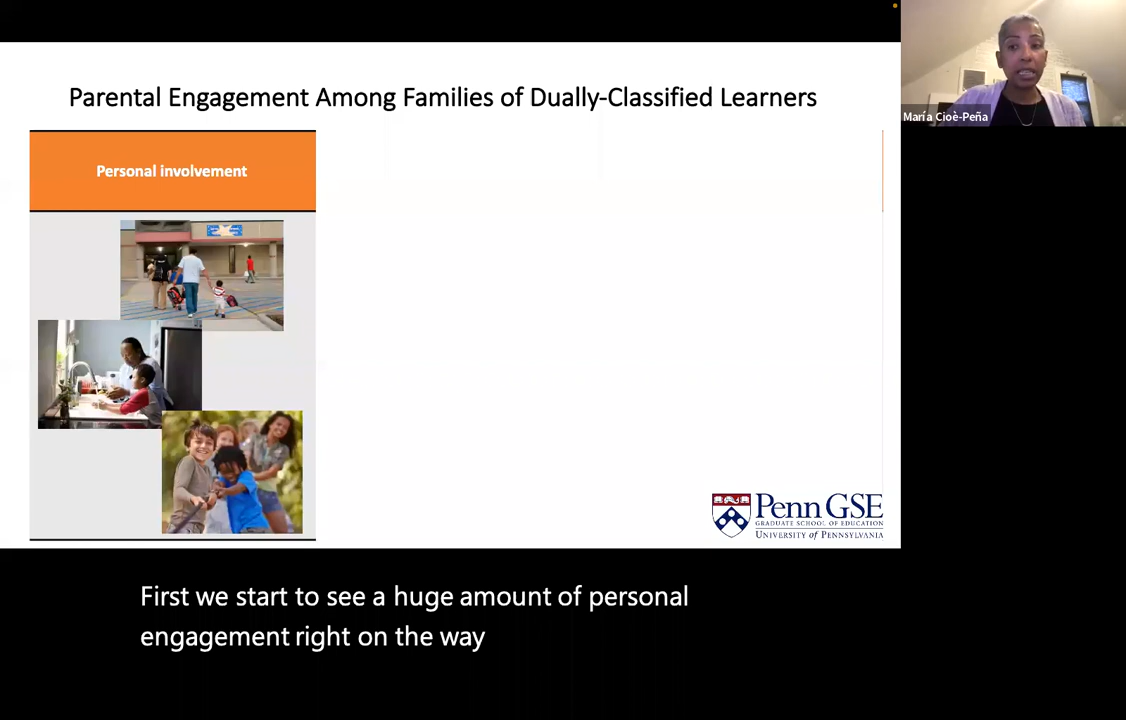 Parental Engagement Among Families of Dually-Classified Learners
María Cioè-Peña
Personal involvement
Penn GSE
GRADUATE SCHOOL OF EDUCATION
UNIVERSITY of PENNSYLVANIA
First we start to see a huge amount of personal
engagement right on the way